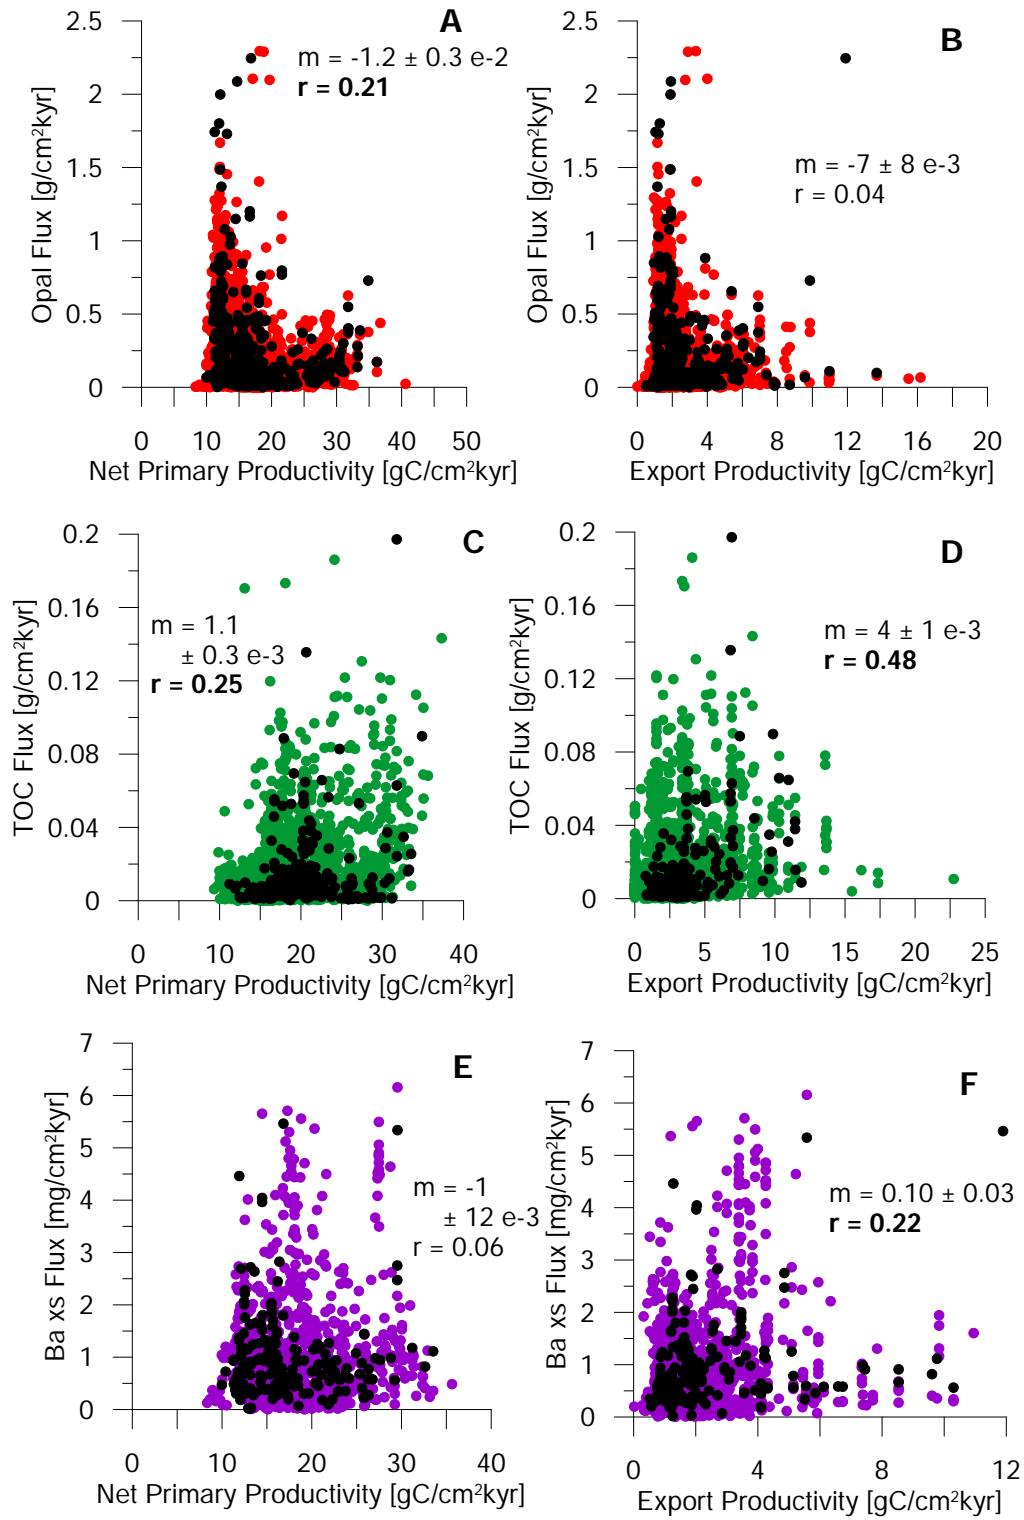 A
m = -1.2 ± 0.3 e-2
r = 0.21
Opal Flux [g/cm²kyr]
2.5
2
1.5
1
0.5
0
0 10 20 30 40 50
Net Primary Productivity [gC/cm²kyr]
B
m = -7 ± 8 e-3
r = 0.04
Opal Flux [g/cm²kyr]
2.5
2
1.5
1
0.5
0
0 4 8 12 16 20
Export Productivity [gC/cm²kyr]
C
m = 1.1
± 0.3 e-3
r = 0.25
TOC Flux [g/cm²kyr]
0.2
0.16
0.12
0.08
0.04
0
0 10 20 30 40
Net Primary Productivity [gC/cm²kyr]
D
m = 4 ± 1 e-3
r = 0.48
TOC Flux [g/cm²kyr]
0.2
0.16
0.12
0.08
0.04
0
0 5 10 15 20 25
Export Productivity [gC/cm²kyr]
E
m = -1
± 12 e-3
r = 0.06
Ba xs Flux [mg/cm²kyr]
7
6
5
4
3
2
1
0
0 10 20 30 40
Net Primary Productivity [gC/cm²kyr]
F
m = 0.10 ± 0.03
r = 0.22
Ba xs Flux [mg/cm²kyr]
7
6
5
4
3
2
1
0
0 4 8 12
Export Productivity [gC/cm²kyr]